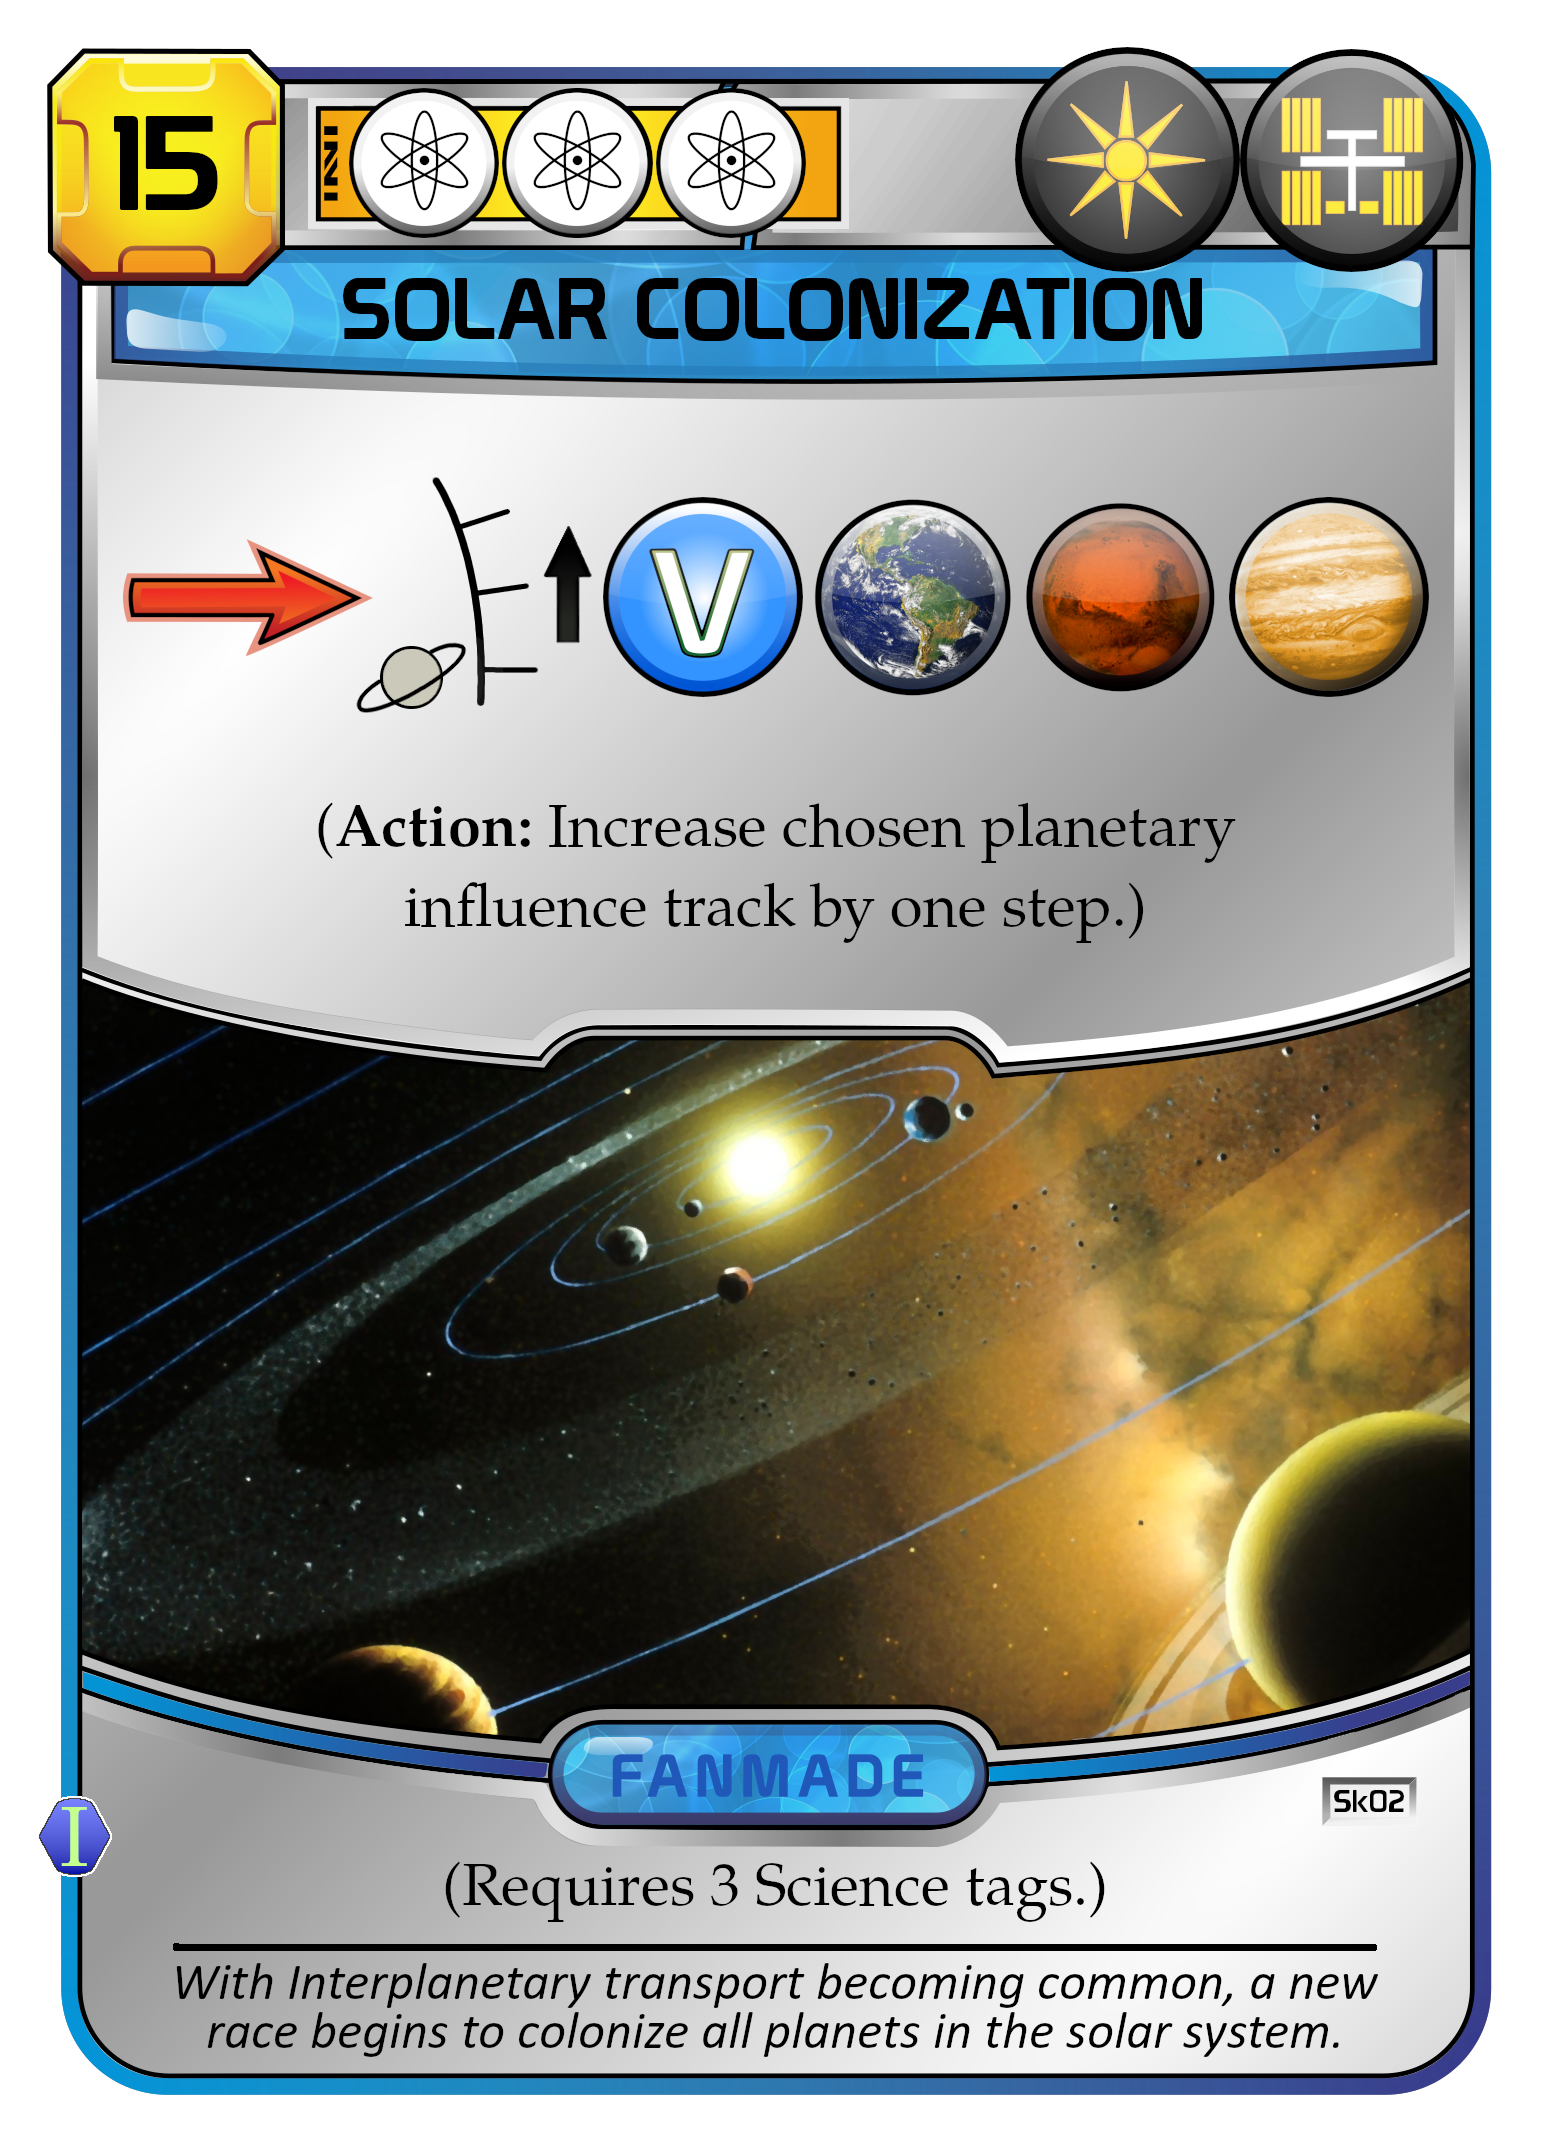 15
INI
SOLAR COLONIZATION
V
(Action: Increase chosen planetary
influence track by one step.)
FANMADE
Sk02
I
(Requires 3 Science tags.)
With Interplanetary transport becoming common, a new
race begins to colonize all planets in the solar system.